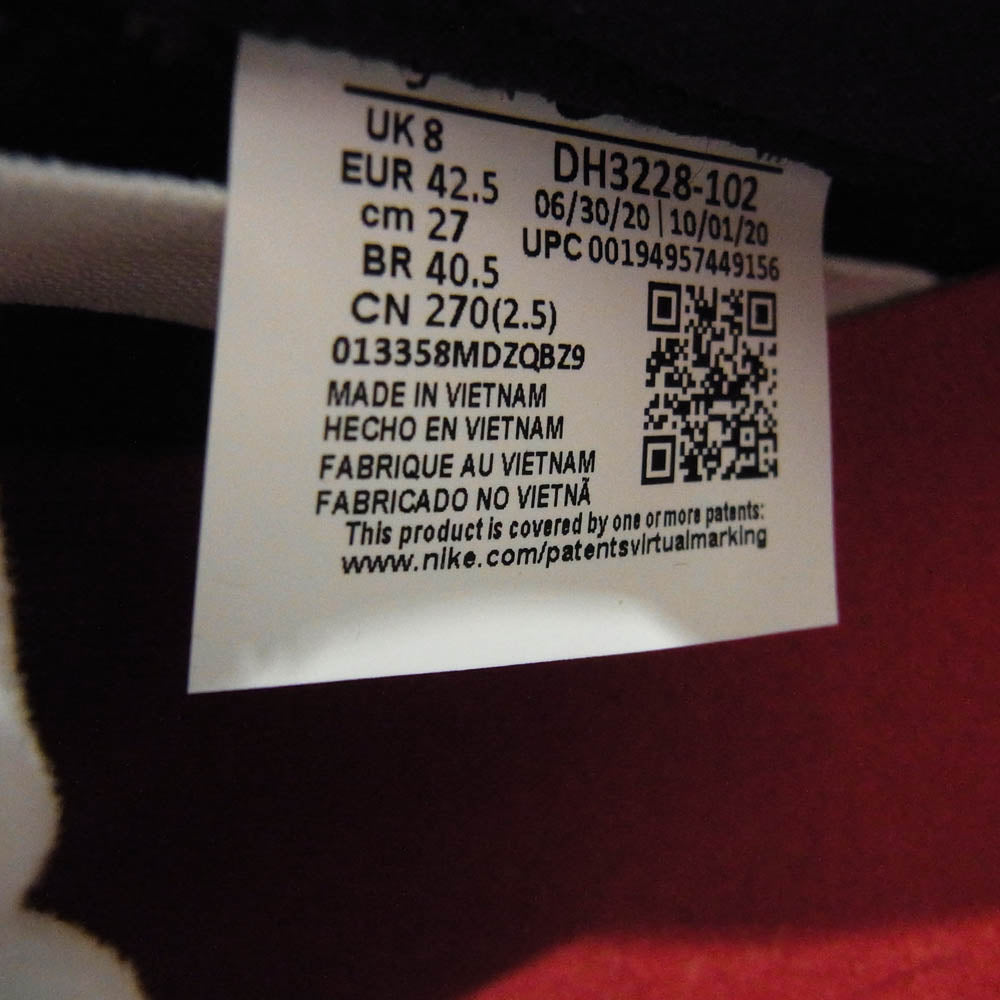 UK 8
EUR 42.5
cm 27
BR 40.5
CN 270(2.5)
013358MDZQBZ9
MADE IN VIETNAM
HECHO EN VIETNAM
FABRIQUE AU VIETNAM
FABRICADO NO VIETNÃ
DH3228-102
06/30/20 | 10/01/20
UPC 00194957449156
This product is covered by one or more patents:
www.nike.com/patentsvirtualmarking